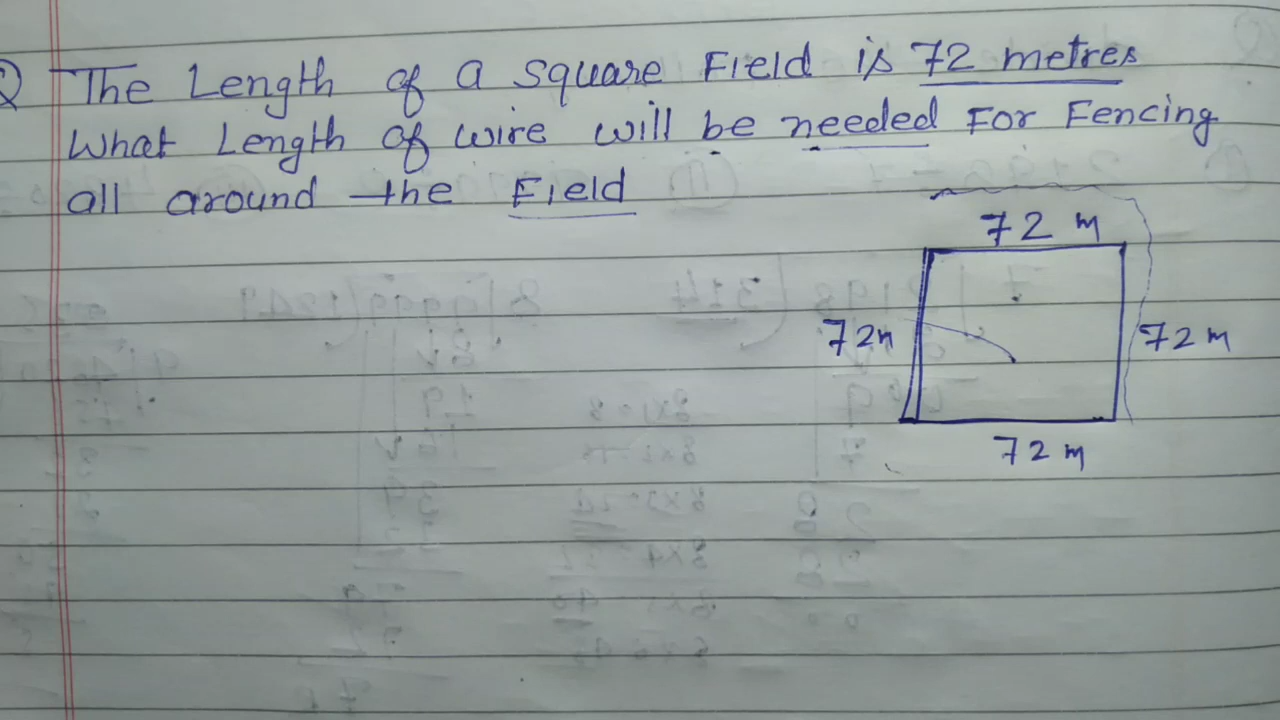 Q The Length of a square Field is 72 metres
What Length of wire will be needed For Fencing
all around the Field
72 m
72m
72 m
72 m